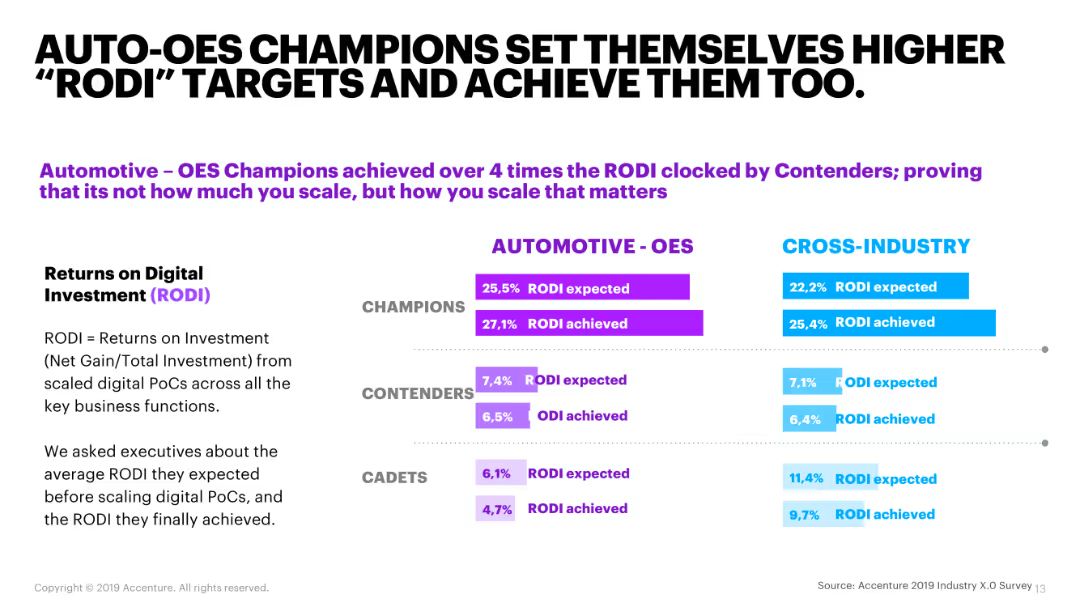 AUTO-OES CHAMPIONS SET THEMSELVES HIGHER
“RODI” TARGETS AND ACHIEVE THEM TOO.
Automotive – OES Champions achieved over 4 times the RODI clocked by Contenders; proving
that its not how much you scale, but how you scale that matters
Returns on Digital
Investment (RODI)
RODI = Returns on Investment
(Net Gain/Total Investment) from
scaled digital PoCs across all the
key business functions.
We asked executives about the
average RODI they expected
before scaling digital PoCs, and
the RODI they finally achieved.
AUTOMOTIVE - OES
CROSS-INDUSTRY
CHAMPIONS
25,5% RODI expected
27,1% RODI achieved
22,2% RODI expected
25,4% RODI achieved
CONTENDERS
7,4% RODI expected
6,5% RODI achieved
7,1% RODI expected
6,4% RODI achieved
CADETS
6,1% RODI expected
4,7% RODI achieved
11,4% RODI expected
9,7% RODI achieved
Copyright © 2019 Accenture. All rights reserved.
Source: Accenture 2019 Industry X.0 Survey
13